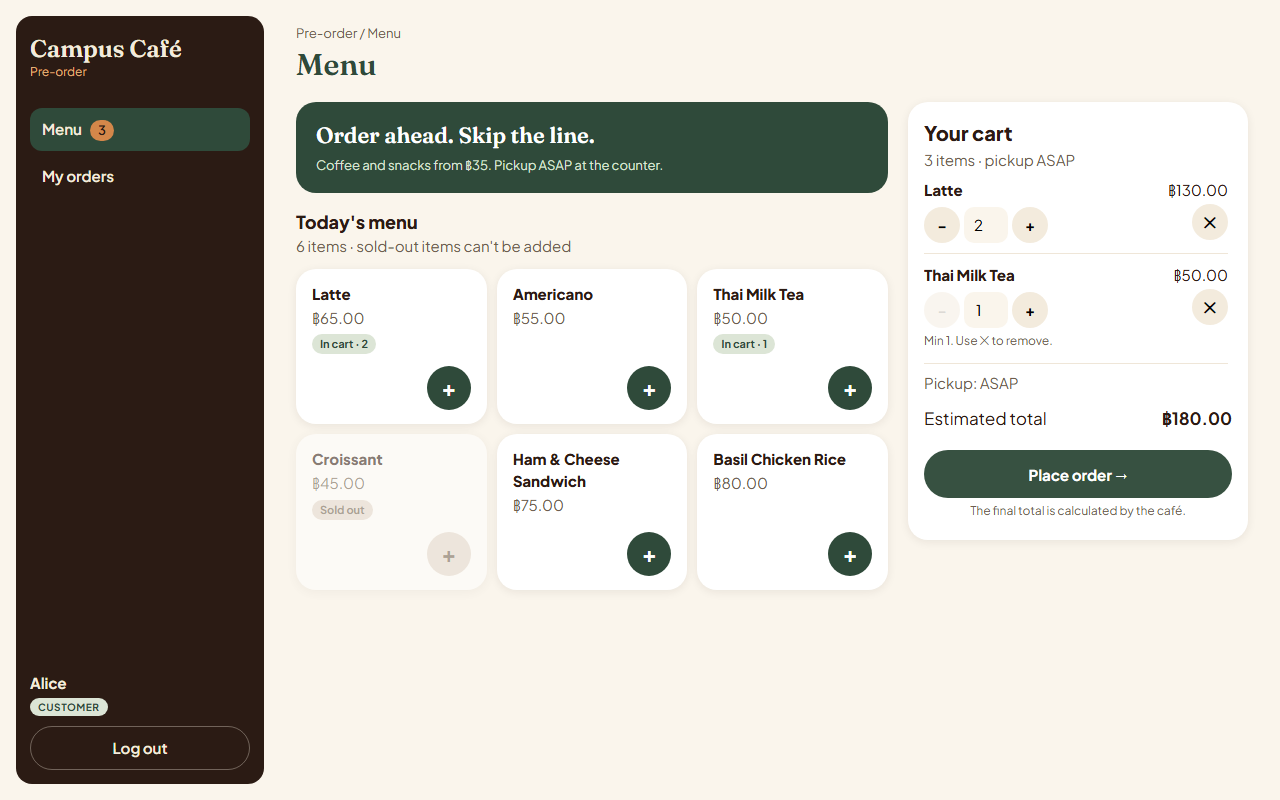 Campus Café
Pre-order
Menu 3
My orders
Alice
CUSTOMER
Log out
Pre-order / Menu
Menu
Order ahead. Skip the line.
Coffee and snacks from ฿35. Pickup ASAP at the counter.
Today's menu
6 items · sold-out items can't be added
Latte
฿65.00
In cart · 2
+
Americano
฿55.00
+
Thai Milk Tea
฿50.00
In cart · 1
+
Croissant
฿45.00
Sold out
+
Ham & Cheese
Sandwich
฿75.00
+
Basil Chicken Rice
฿80.00
+
Your cart
3 items · pickup ASAP
Latte ฿130.00
− 2 + ✕
Thai Milk Tea ฿50.00
− 1 + ✕
Min 1. Use ✕ to remove.
Pickup: ASAP
Estimated total ฿180.00
Place order →
The final total is calculated by the café.